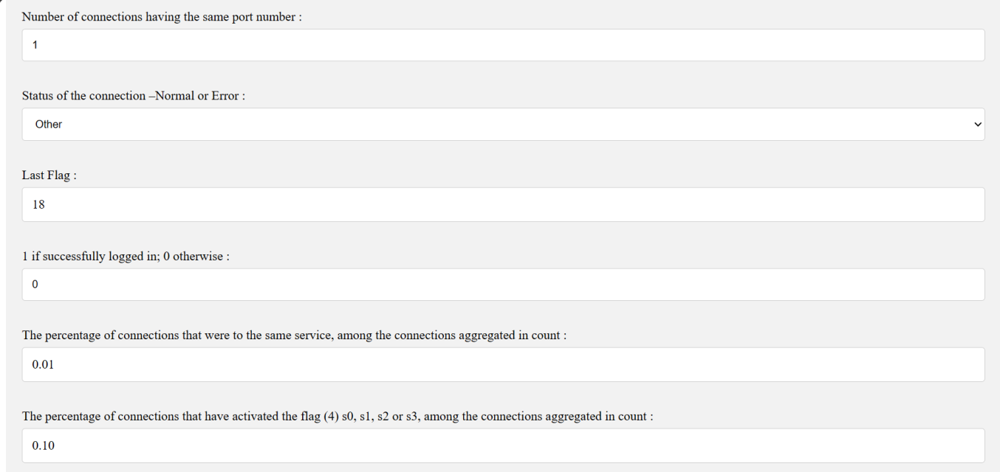 Number of connections having the same port number :
1
Status of the connection –Normal or Error :
Other
Last Flag :
18
1 if successfully logged in; 0 otherwise :
0
The percentage of connections that were to the same service, among the connections aggregated in count :
0.01
The percentage of connections that have activated the flag (4) s0, s1, s2 or s3, among the connections aggregated in count :
0.10